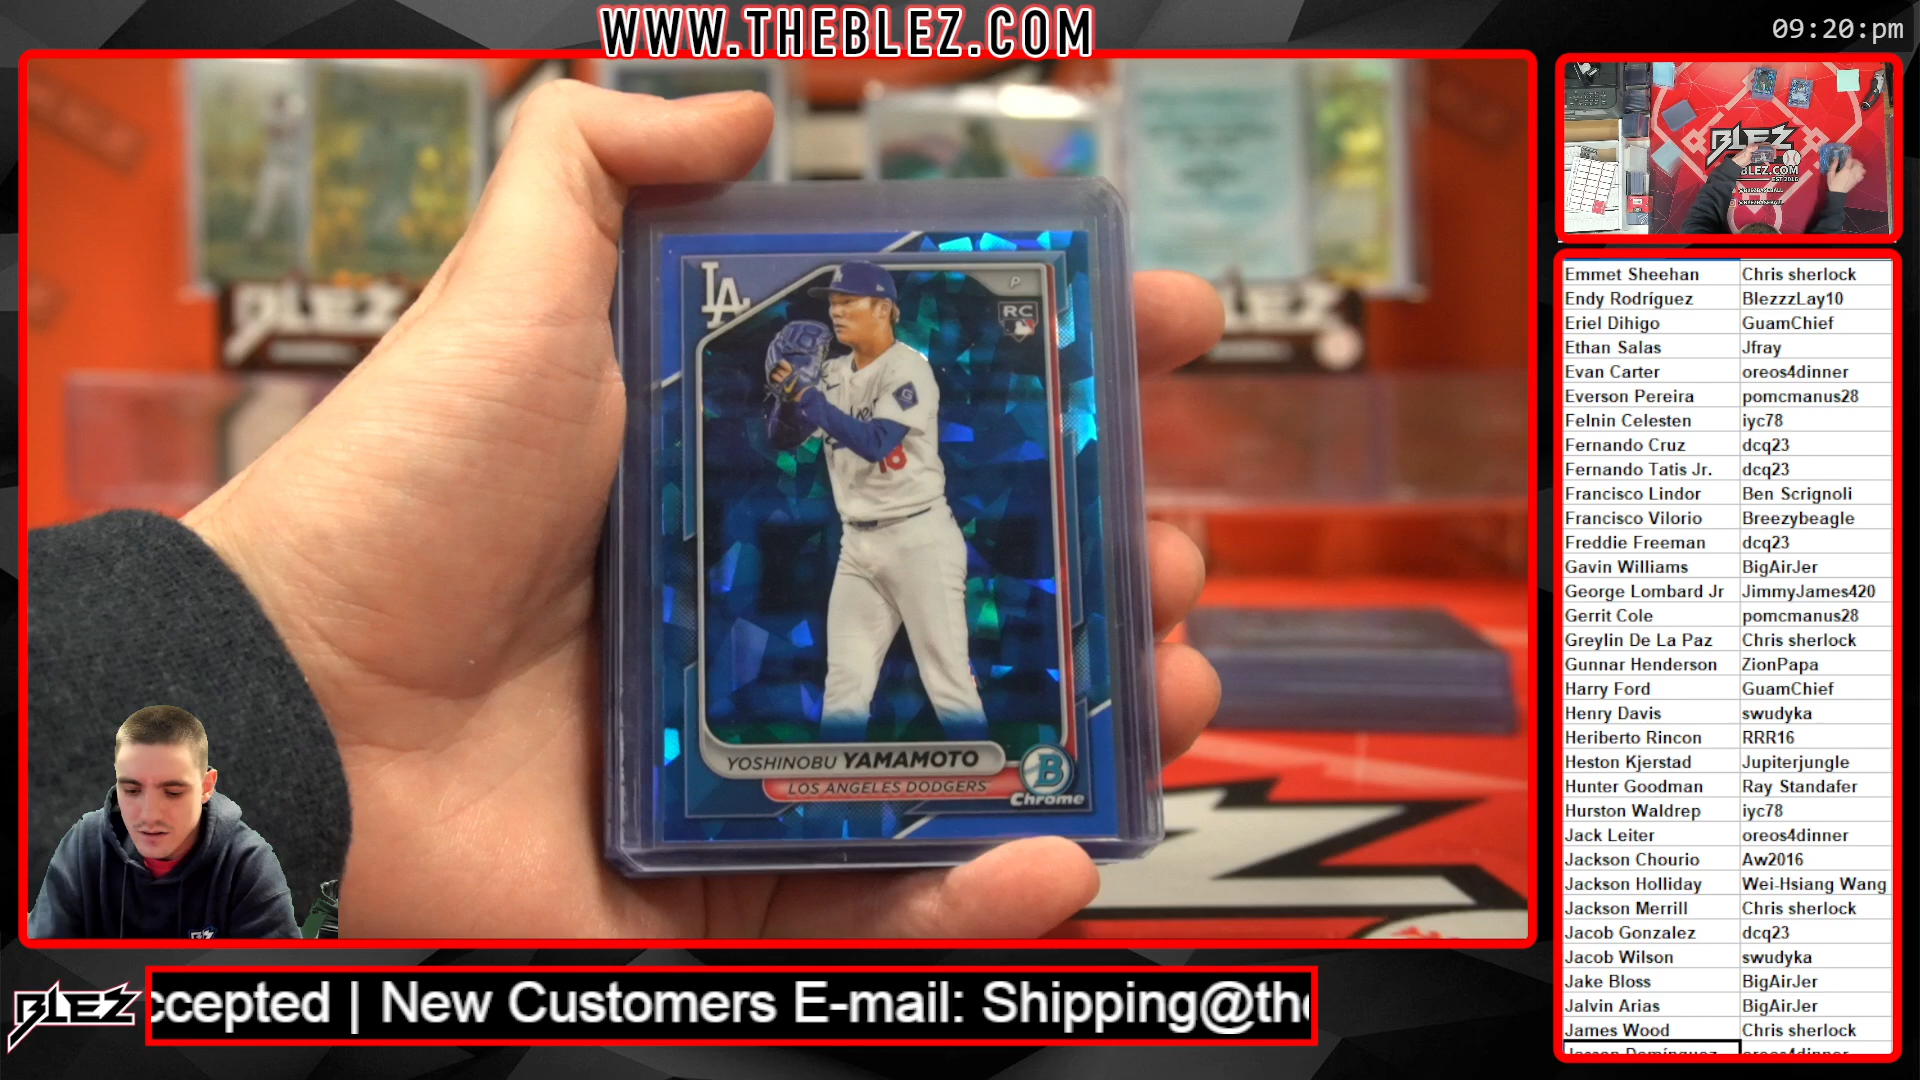 WWW.THEBLEZ.COM
09:20:pm
LA
P
RC
18
YOSHINOBU YAMAMOTO
LOS ANGELES DODGERS
B
Chrome
BLEZ
BLEZ.COM
Emmet Sheehan Chris sherlock
Endy Rodríguez BlezzzLay10
Eriel Dihigo GuamChief
Ethan Salas Jfray
Evan Carter oreos4dinner
Everson Pereira pomcmanus28
Felnin Celesten iyc78
Fernando Cruz dcq23
Fernando Tatis Jr. dcq23
Francisco Lindor Ben Scrignoli
Francisco Vilorio Breezybeagle
Freddie Freeman dcq23
Gavin Williams BigAirJer
George Lombard Jr JimmyJames420
Gerrit Cole pomcmanus28
Greylin De La Paz Chris sherlock
Gunnar Henderson ZionPapa
Harry Ford GuamChief
Henry Davis swudyka
Heriberto Rincon RRR16
Heston Kjerstad Jupiterjungle
Hunter Goodman Ray Standafer
Hurston Waldrep iyc78
Jack Leiter oreos4dinner
Jackson Chourio Aw2016
Jackson Holliday Wei-Hsiang Wang
Jackson Merrill Chris sherlock
Jacob Gonzalez dcq23
Jacob Wilson swudyka
Jake Bloss BigAirJer
Jalvin Arias BigAirJer
James Wood Chris sherlock
BLEZ
ccepted | New Customers E-mail: Shipping@the